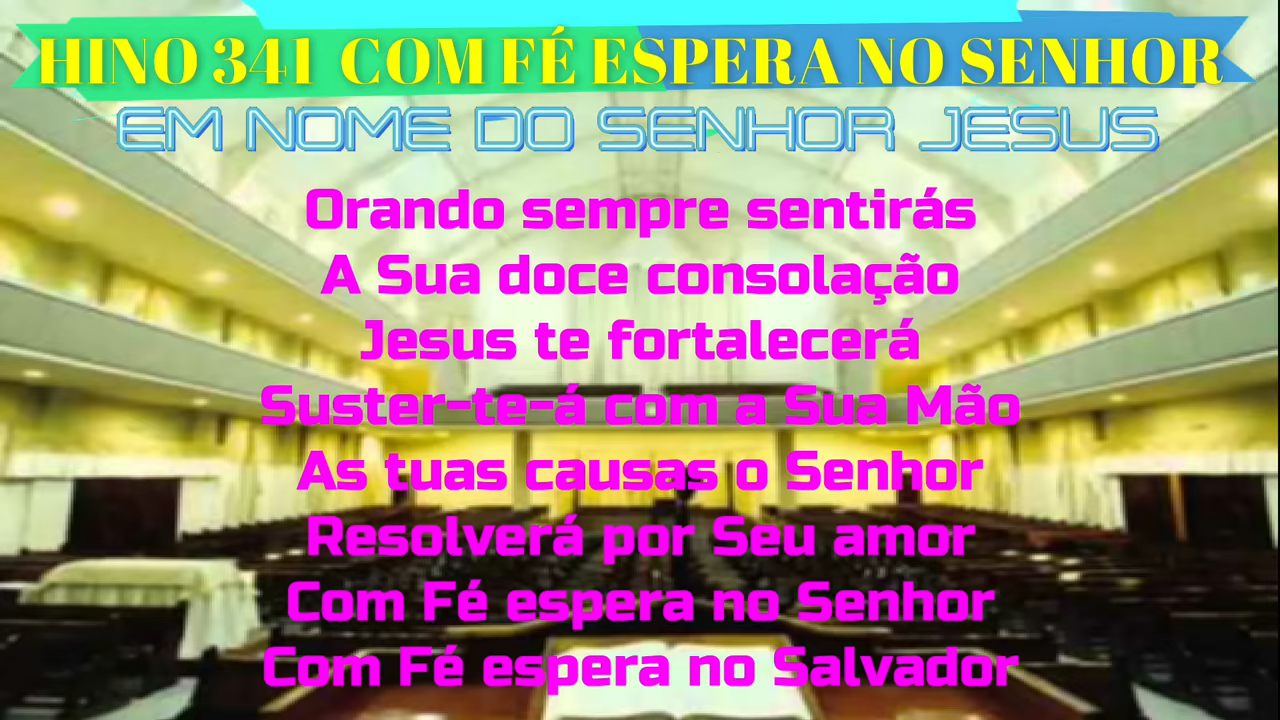 HINO 341 COM FÉ ESPERA NO SENHOR
EM NOME DO SENHOR JESUS
Orando sempre sentirás
A Sua doce consolação
Jesus te fortalecerá
Suster-te-á com a Sua Mão
As tuas causas o Senhor
Resolverá por Seu amor
Com Fé espera no Senhor
Com Fé espera no Salvador